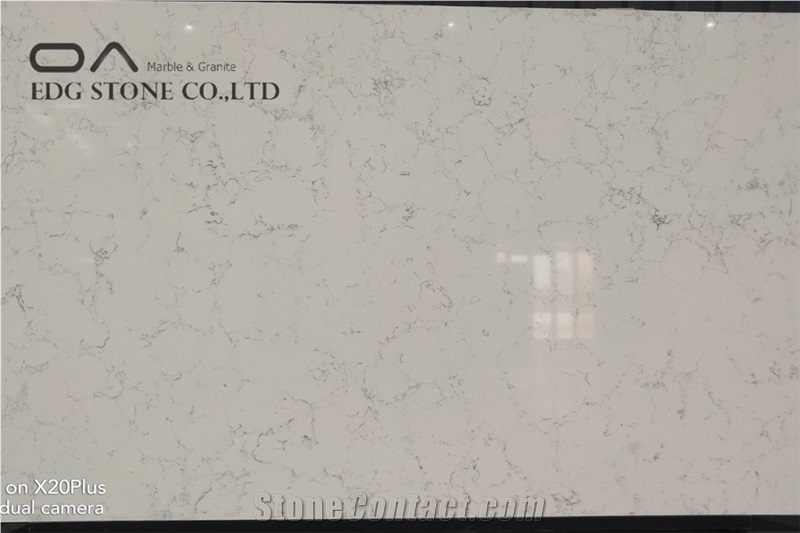 OA Marble & Granite
EDG STONE CO.,LTD
on X20Plus
dual camera
StoneContact.com